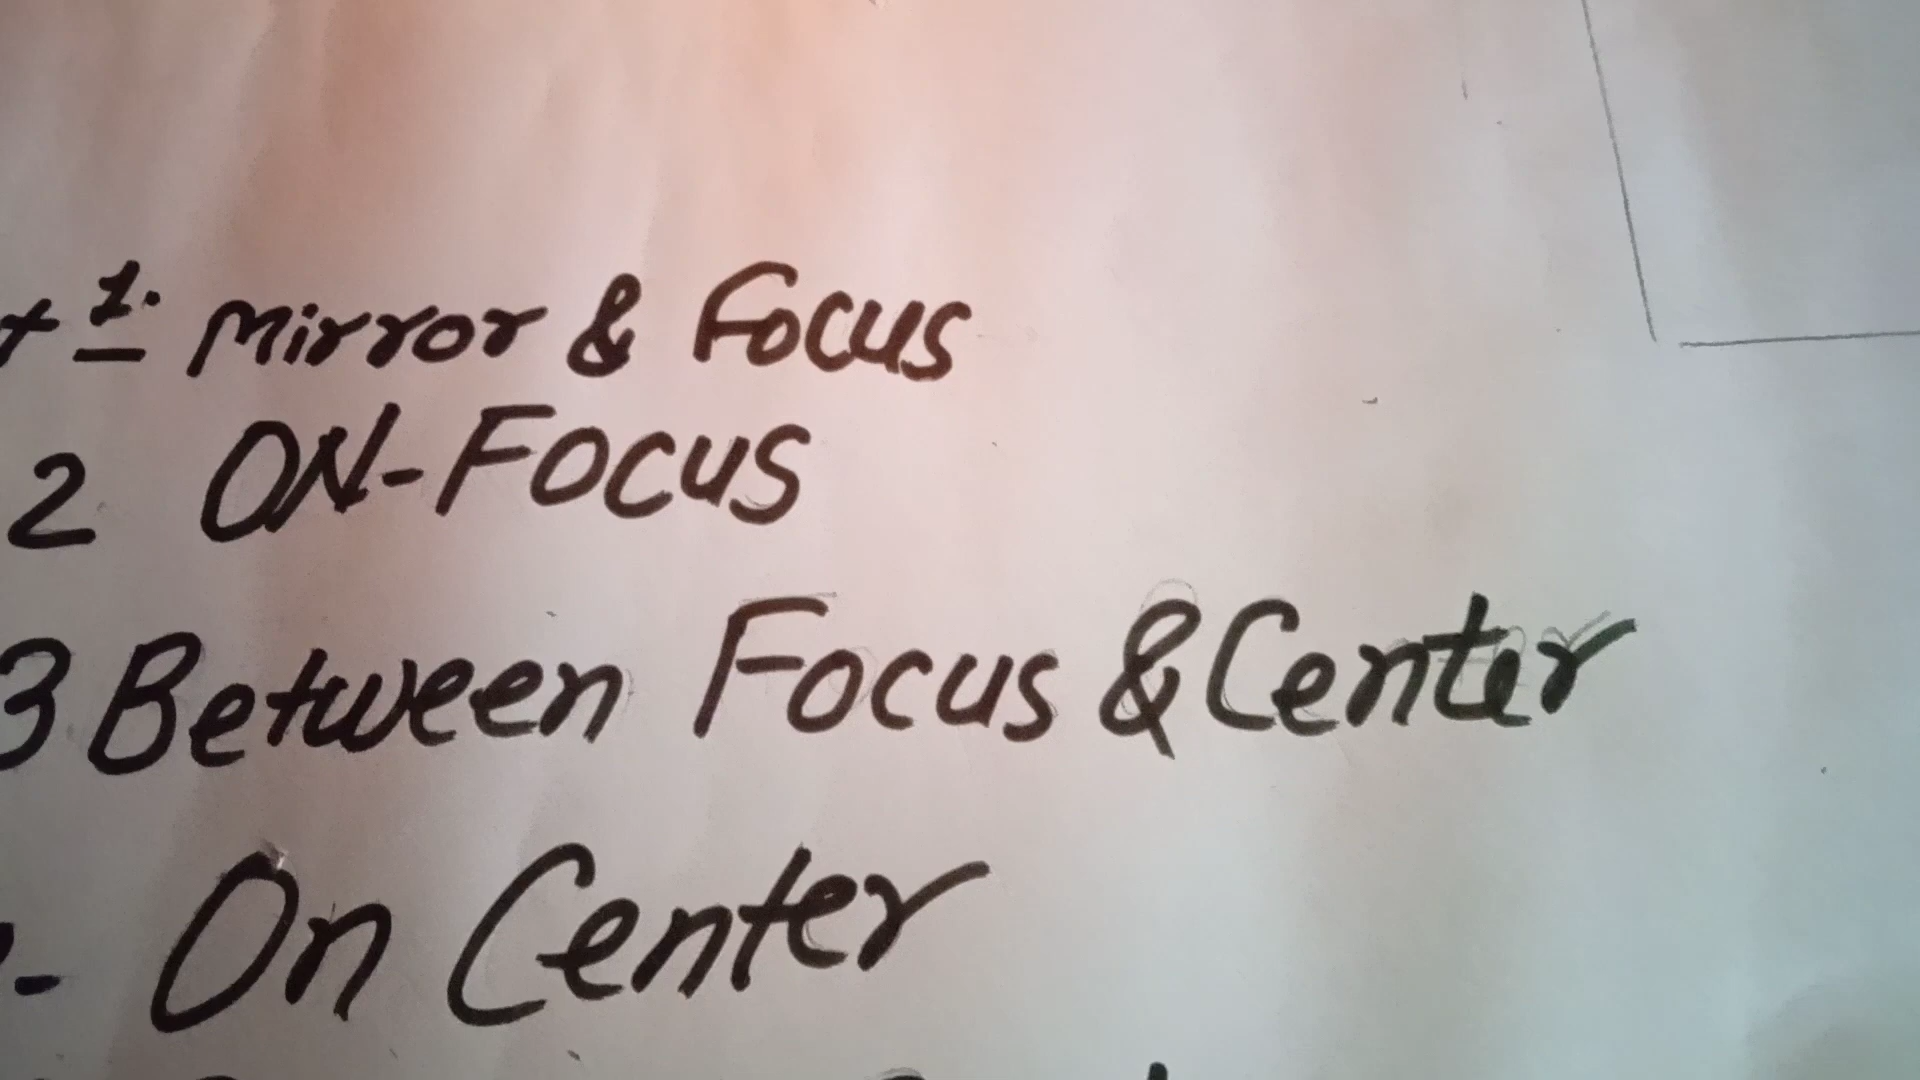 1. Mirror & Focus
2 ON-FOCUS
3 Between Focus & Center
- On Center